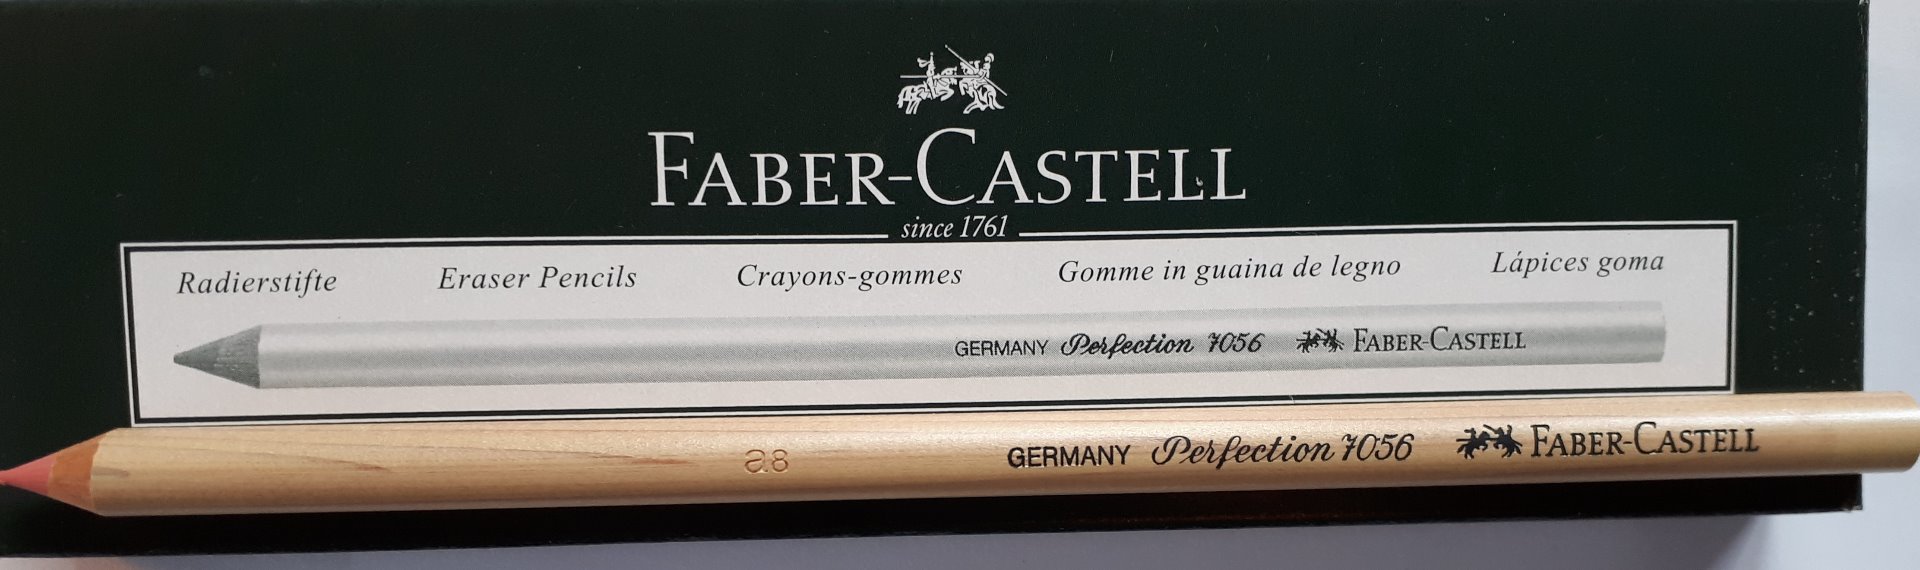 FABER-CASTELL
since 1761
Radierstifte Eraser Pencils Crayons-gommes Gomme in guaina de legno Lápices goma
GERMANY Perfection 7056 FABER-CASTELL
a8 GERMANY Perfection 7056 FABER-CASTELL